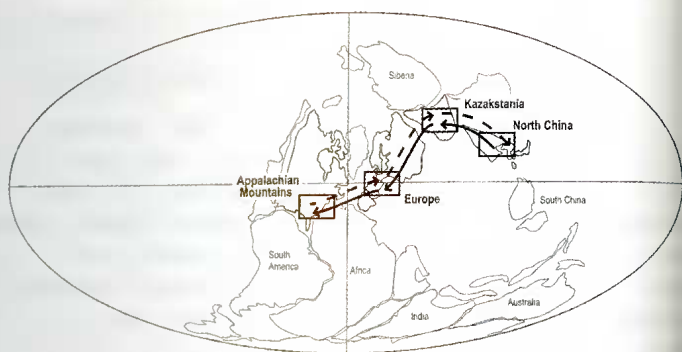 Siberia
Kazakstania
North China
Appalachian
Mountains
Europe
South China
South
America
Africa
India
Australia